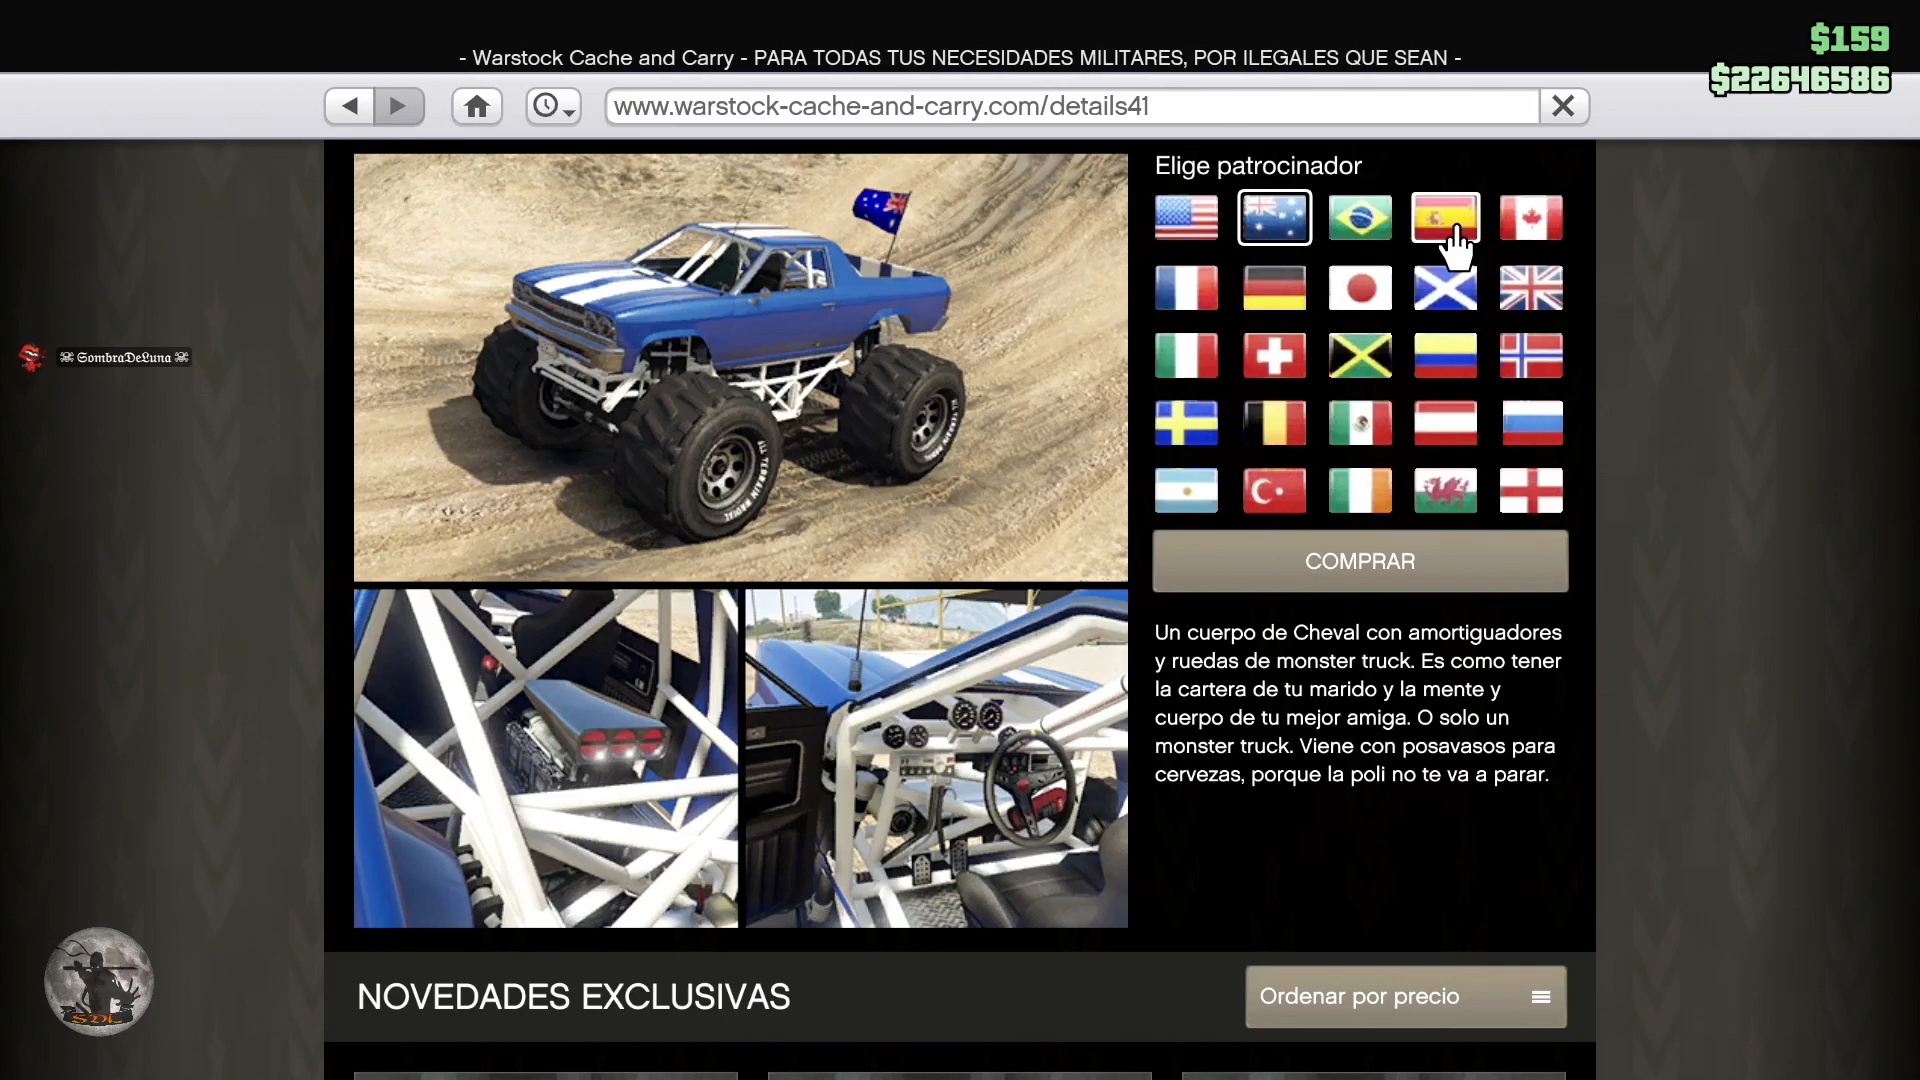 - Warstock Cache and Carry - PARA TODAS TUS NECESIDADES MILITARES, POR ILEGALES QUE SEAN -
$159
$22646586
www.warstock-cache-and-carry.com/details41
Elige patrocinador
☠ SombraDeLuna ☠
COMPRAR
Un cuerpo de Cheval con amortiguadores
y ruedas de monster truck. Es como tener
la cartera de tu marido y la mente y
cuerpo de tu mejor amiga. O solo un
monster truck. Viene con posavasos para
cervezas, porque la poli no te va a parar.
SDL
NOVEDADES EXCLUSIVAS
Ordenar por precio